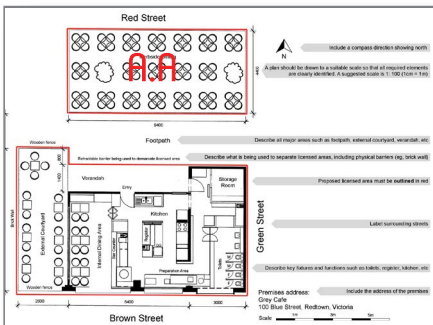 Red Street
AA
N
Include a compass direction showing north
A plan should be drawn to a suitable scale so that all required elements
are clearly identified. A suggested scale is 1: 100 (1cm = 1m)
4400
9400
Footpath
Describe all major areas such as footpath, external courtyard, verandah, etc
Wooden fence
Removable barrier being used to demarcate licensed area
Describe what is being used to separate licensed areas, including physical barriers (eg, brick wall)
Verandah
Entry
Storage
Room
Proposed licensed area must be outlined in red
Brick Wall
External Courtyard
Internal Dining Area
Kitchen
Register
Preparation Area
Toilets
Green Street
Label surrounding streets
Describe key fixtures and functions such as toilets, register, kitchen, etc
Wooden fence
Premises address:
Grey Cafe
100 Blue Street, Redtown, Victoria
Include the address of the premises
Brown Street
Scale